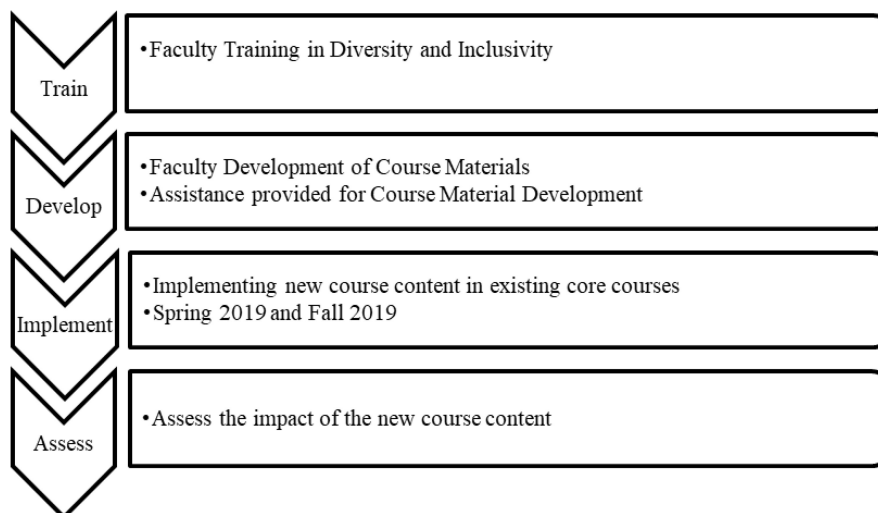 Train
•Faculty Training in Diversity and Inclusivity
Develop
•Faculty Development of Course Materials
•Assistance provided for Course Material Development
Implement
•Implementing new course content in existing core courses
•Spring 2019 and Fall 2019
Assess
•Assess the impact of the new course content